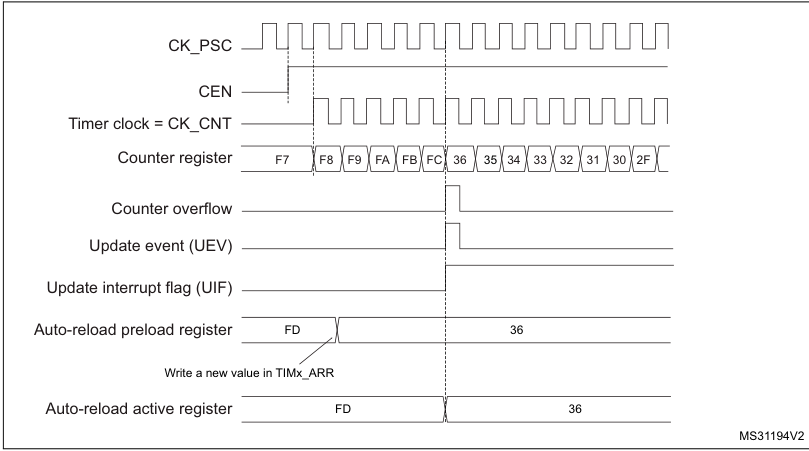 CK_PSC
CEN
Timer clock = CK_CNT
Counter register F7 F8 F9 FA FB FC 36 35 34 33 32 31 30 2F
Counter overflow
Update event (UEV)
Update interrupt flag (UIF)
Auto-reload preload register FD 36
Write a new value in TIMx_ARR
Auto-reload active register FD 36
MS31194V2